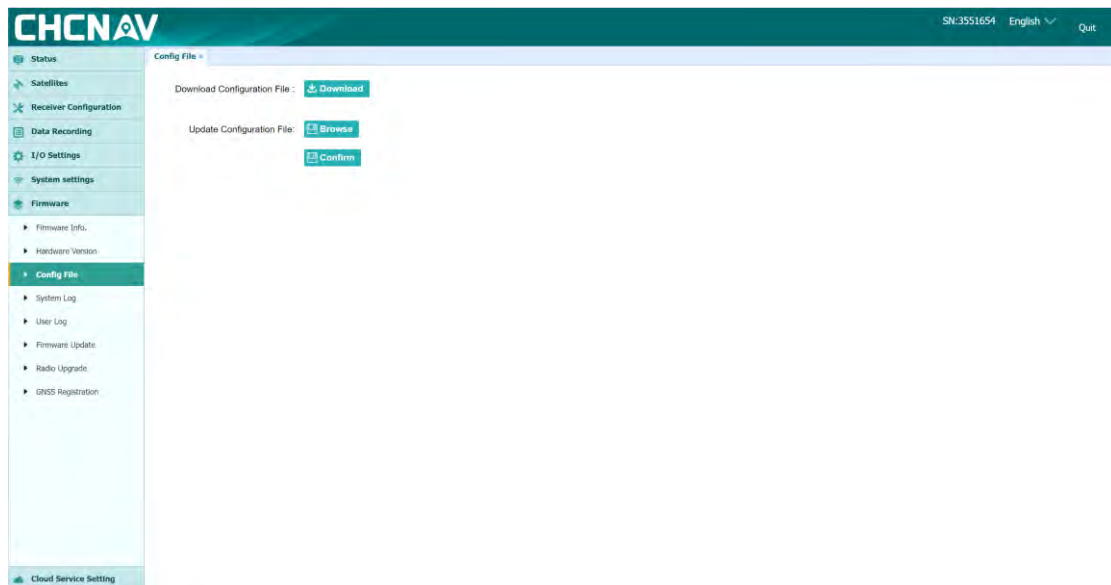 CHCNAV
SN:3551654 English Quit
Status
Satellites
Receiver Configuration
Data Recording
I/O Settings
System settings
Firmware
Firmware Info.
Hardware Version
Config File
System Log
User Log
Firmware Update
Radio Upgrade
GNSS Registration
Cloud Service Setting
Config File ×
Download Configuration File : Download
Update Configuration File: Browse
Confirm